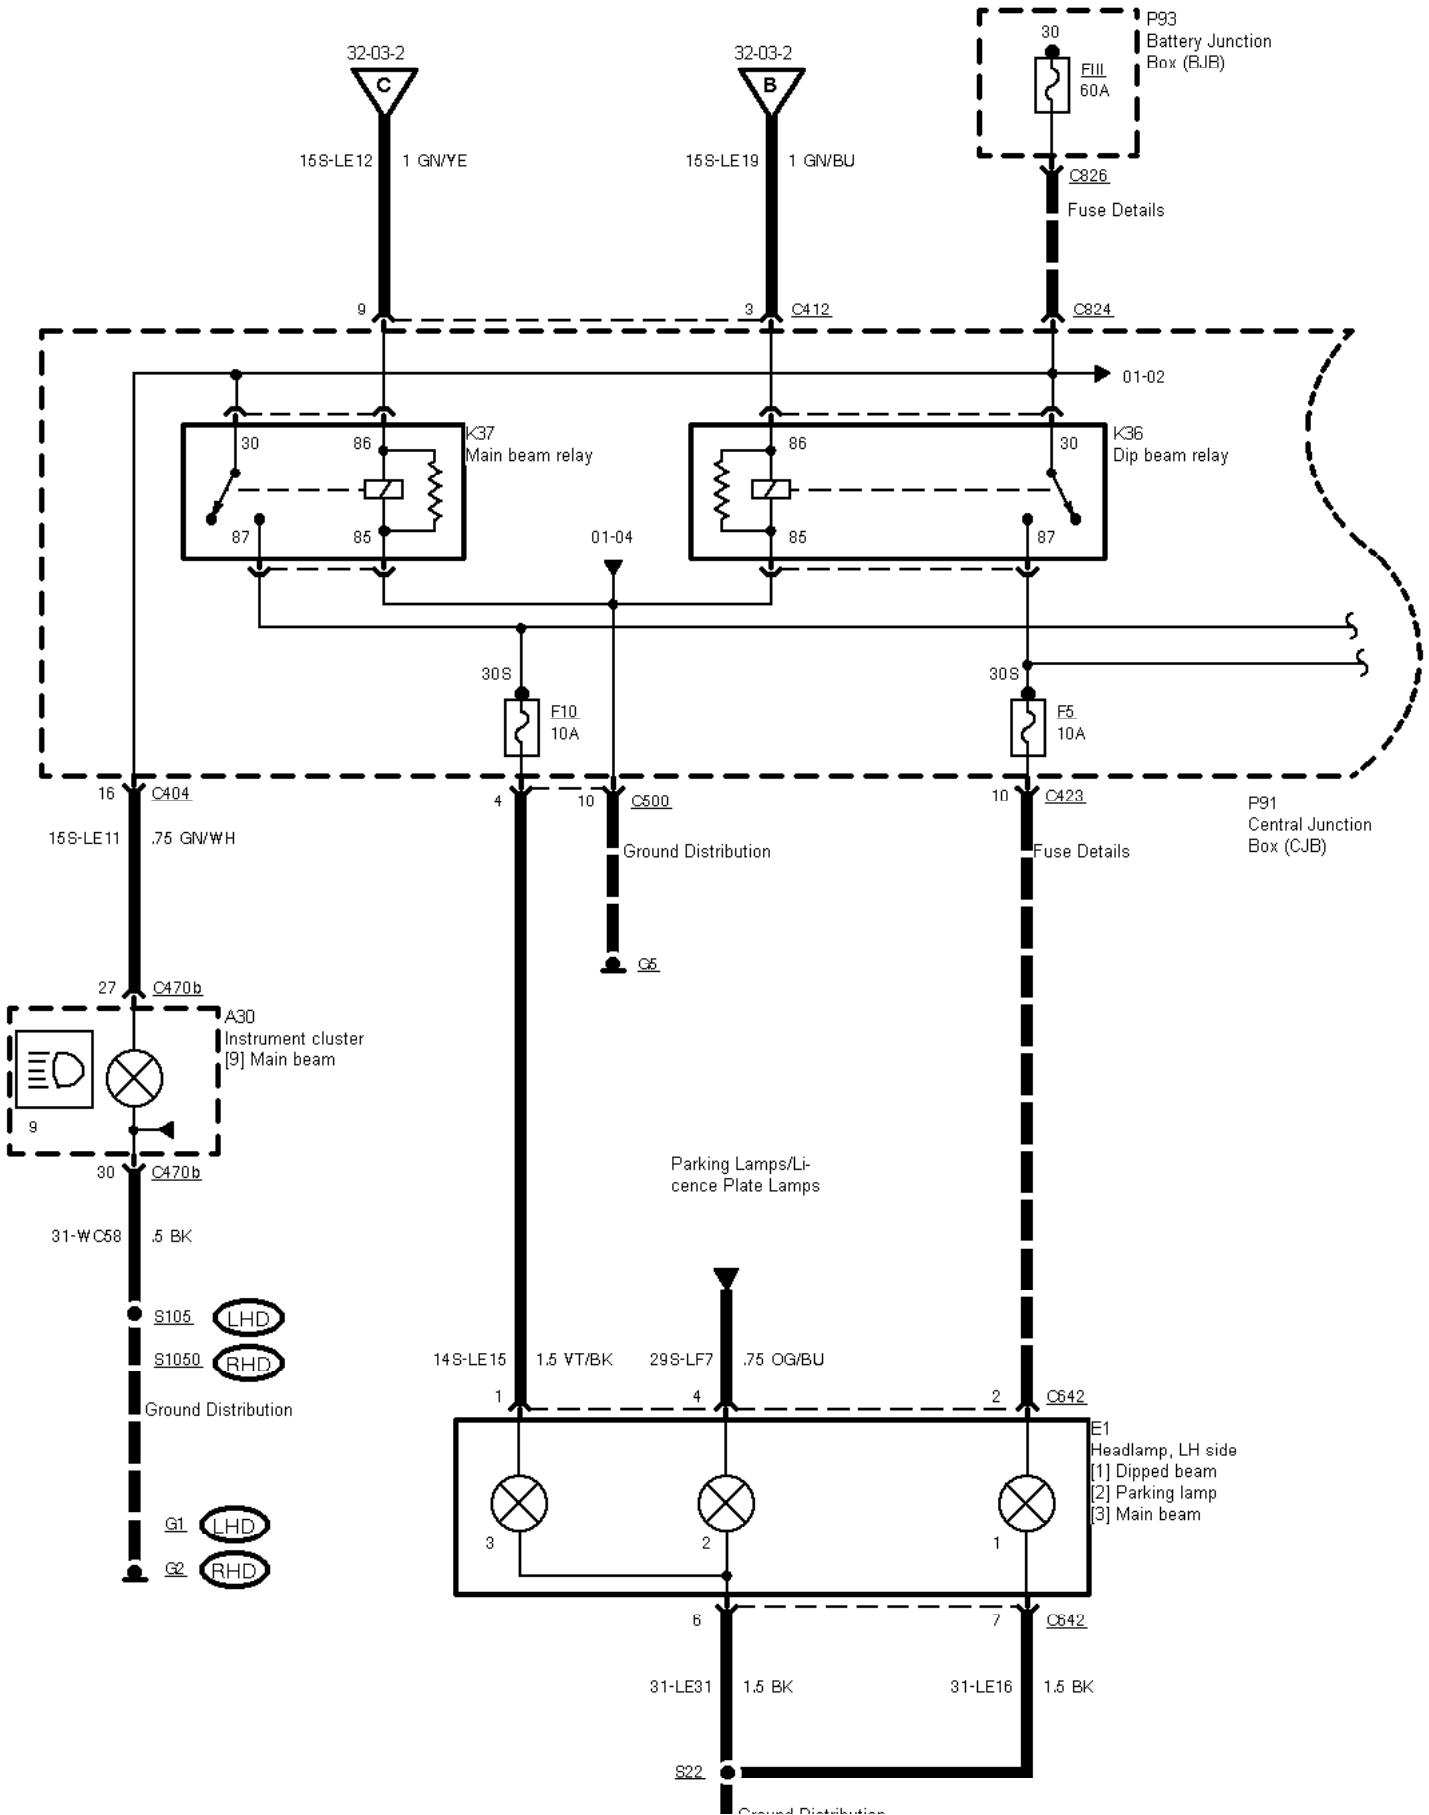 P93
Battery Junction
Box (BJB)
30
FIII
60A
32-03-2
C
32-03-2
B
15S-LE12 1 GN/YE
15S-LE19 1 GN/BU
C826
Fuse Details
9
3 C412
C824
01-02
30
86
K37
Main beam relay
87
85
86
30
K36
Dip beam relay
85
87
01-04
30S
F10
10A
30S
F5
10A
16 C404
4
10 C500
10 C423
P91
Central Junction
Box (CJB)
15S-LE11 .75 GN/WH
Ground Distribution
Fuse Details
G5
27 C470b
A30
Instrument cluster
[9] Main beam
9
30 C470b
31-WC58 .5 BK
Parking Lamps/Li-
cence Plate Lamps
S105 LHD
S1050 RHD
Ground Distribution
14S-LE15 1.5 VT/BK
29S-LF7 .75 OG/BU
1
4
2 C642
E1
Headlamp, LH side
[1] Dipped beam
[2] Parking lamp
[3] Main beam
3
2
1
G1 LHD
G2 RHD
6
7 C642
31-LE31 1.5 BK
31-LE16 1.5 BK
S22
Ground Distribution